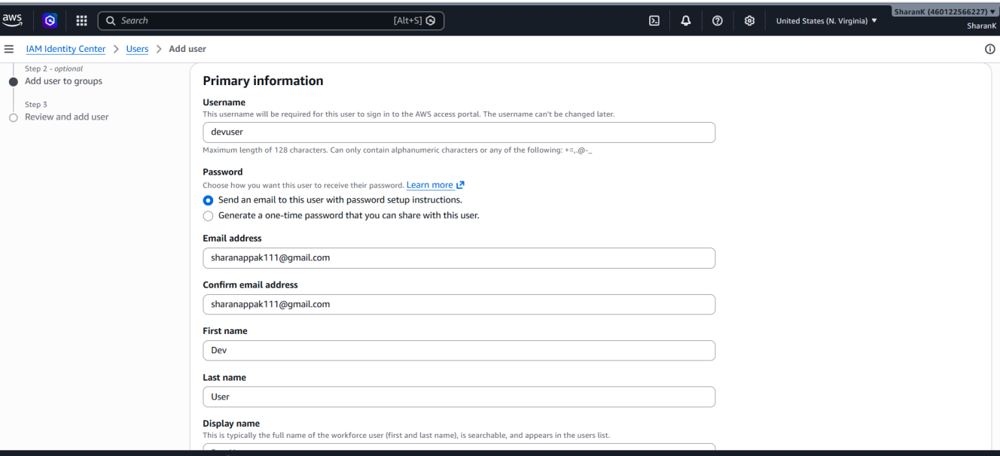 aws
Search [Alt+S]
United States (N. Virginia)
SharanK (460122566227)
SharanK
IAM Identity Center > Users > Add user
Step 2 - optional
Add user to groups
Step 3
Review and add user
Primary information
Username
This username will be required for this user to sign in to the AWS access portal. The username can't be changed later.
devuser
Maximum length of 128 characters. Can only contain alphanumeric characters or any of the following: +=,.@-_
Password
Choose how you want this user to receive their password. Learn more
Send an email to this user with password setup instructions.
Generate a one-time password that you can share with this user.
Email address
sharanappak111@gmail.com
Confirm email address
sharanappak111@gmail.com
First name
Dev
Last name
User
Display name
This is typically the full name of the workforce user (first and last name), is searchable, and appears in the users list.